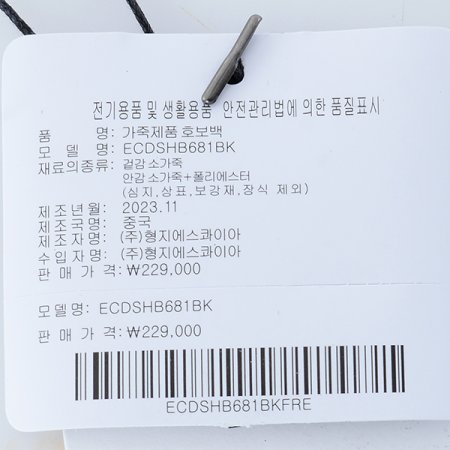 전기용품 및 생활용품 안전관리법에 의한 품질표시
품 명: 가죽제품 호보백
모 델 명: ECDSHB681BK
재료의종류: 겉감 소가죽
안감 소가죽+폴리에스터
(심지,상표,보강재,장식 제외)
제조년월: 2023.11
제조국명: 중국
제조자명: (주)형지에스콰이아
수입자명: (주)형지에스콰이아
판 매 가 격: ₩229,000
모델명: ECDSHB681BK
판 매 가 격: ₩229,000
ECDSHB681BKFRE